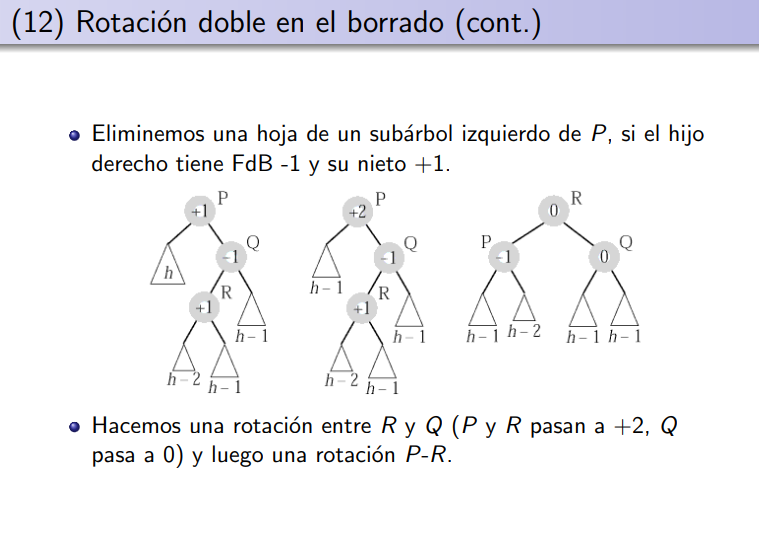 (12) Rotación doble en el borrado (cont.)
Eliminemos una hoja de un subárbol izquierdo de P, si el hijo
derecho tiene FdB -1 y su nieto +1.
P P R
+1 +2 0
Q Q P Q
h -1 -1 -1 0
R h − 1 R
+1 +1
h − 1 h − 1 h − 1 h − 2 h − 1 h − 1
h − 2 h − 1 h − 2 h − 1
Hacemos una rotación entre R y Q (P y R pasan a +2, Q
pasa a 0) y luego una rotación P-R.